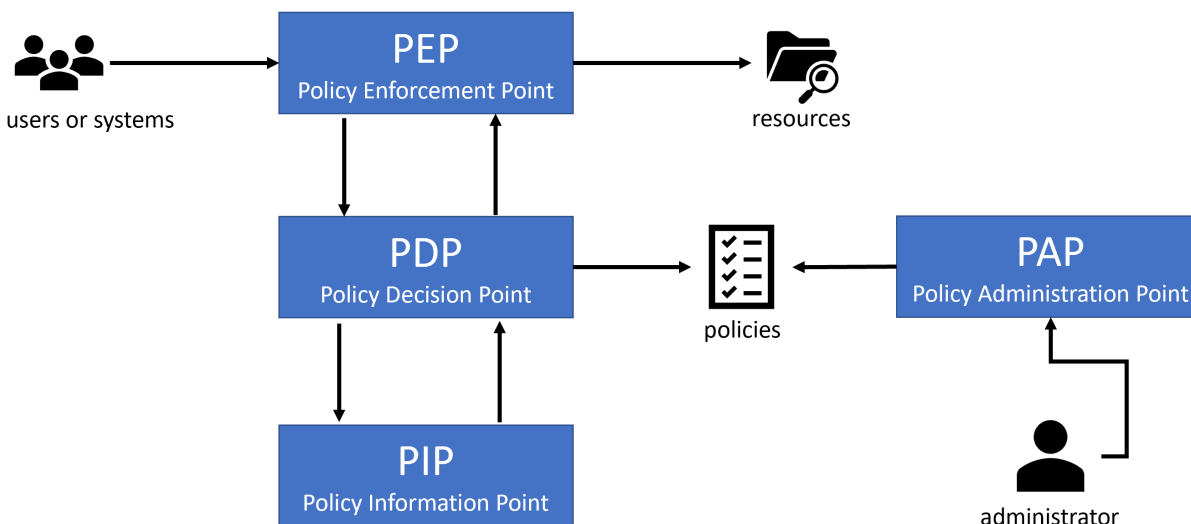 PEP
Policy Enforcement Point
users or systems
resources
PDP
Policy Decision Point
PAP
Policy Administration Point
policies
PIP
Policy Information Point
administrator